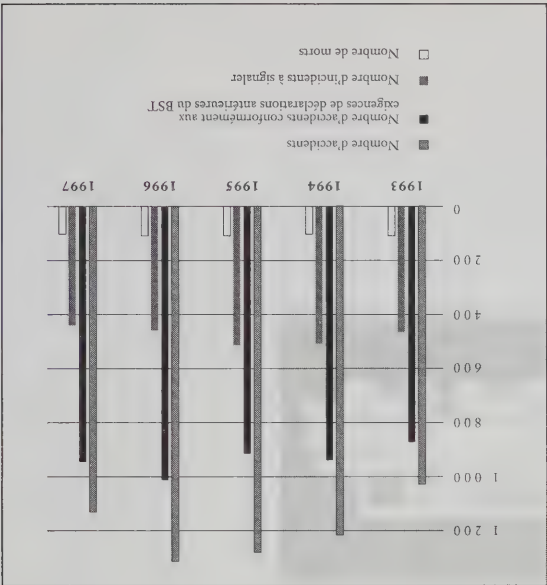 1 200
1 000
800
600
400
200
0
1993 1994 1995 1996 1997
Nombre d'accidents
Nombre d'accidents conformément aux
exigences de déclarations antérieures du BST
Nombre d'incidents à signaler
Nombre de morts